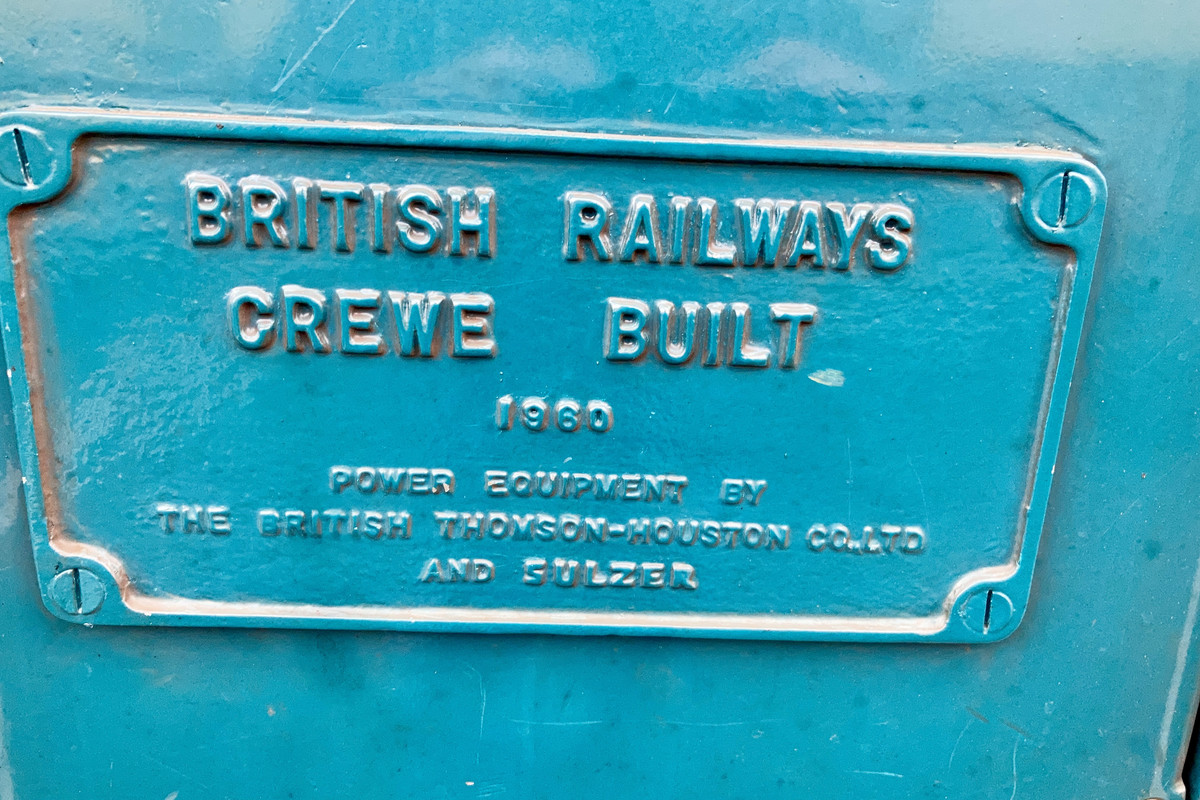 BRITISH RAILWAYS
CREWE BUILT
1960
POWER EQUIPMENT BY
THE BRITISH THOMSON-HOUSTON CO. LTD
AND SULZER